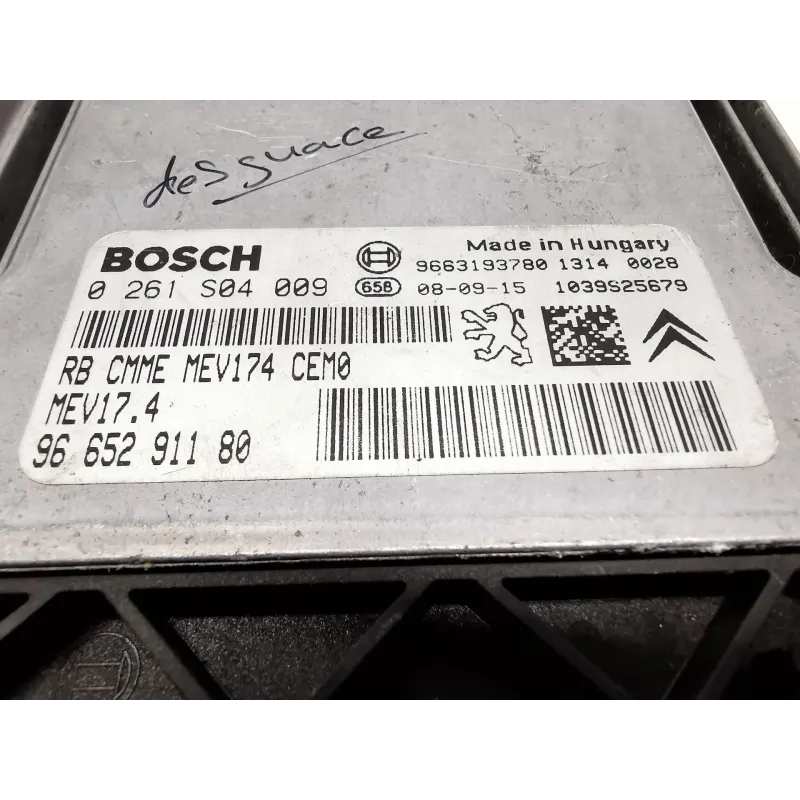 desguace
BOSCH
Made in Hungary
9663193780 1314 0028
0 261 S04 009
658
08-09-15 1039S25679
RB CMME MEV174 CEM0
MEV17.4
96 652 911 80